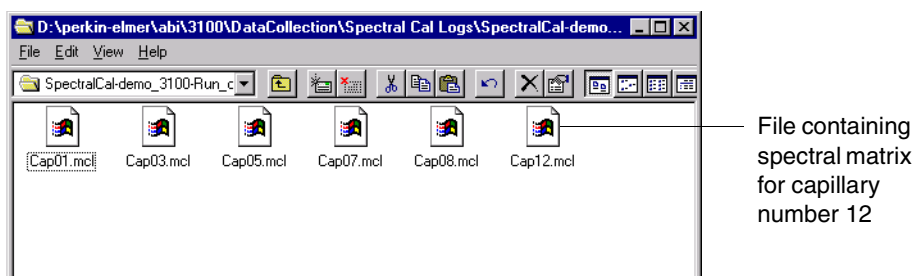 D:\perkin-elmer\abi\3100\DataCollection\Spectral Cal Logs\SpectralCal-demo...
File Edit View Help
SpectralCal-demo_3100-Run_c
Cap01.mcl Cap03.mcl Cap05.mcl Cap07.mcl Cap08.mcl Cap12.mcl
File containing
spectral matrix
for capillary
number 12